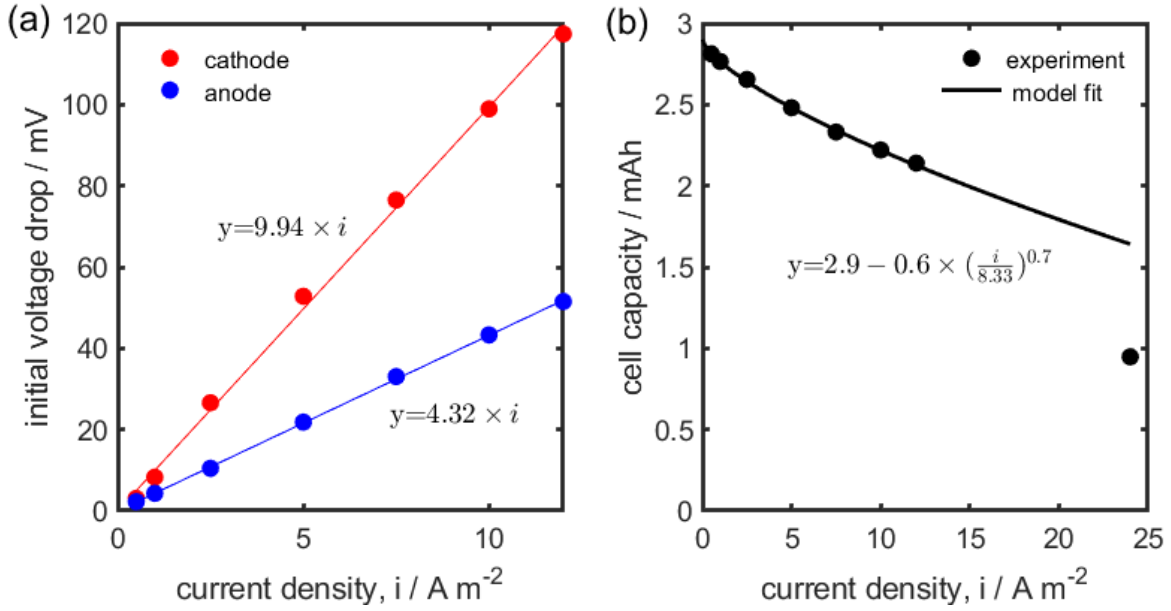 (a)
120
100
80
60
40
20
0
initial voltage drop / mV
cathode
anode
y=9.94 × i
y=4.32 × i
0 5 10
current density, i / A m⁻²
(b)
3
2.5
2
1.5
1
0.5
0
cell capacity / mAh
experiment
model fit
y=2.9 − 0.6 × (i/8.33)^0.7
0 5 10 15 20 25
current density, i / A m⁻²